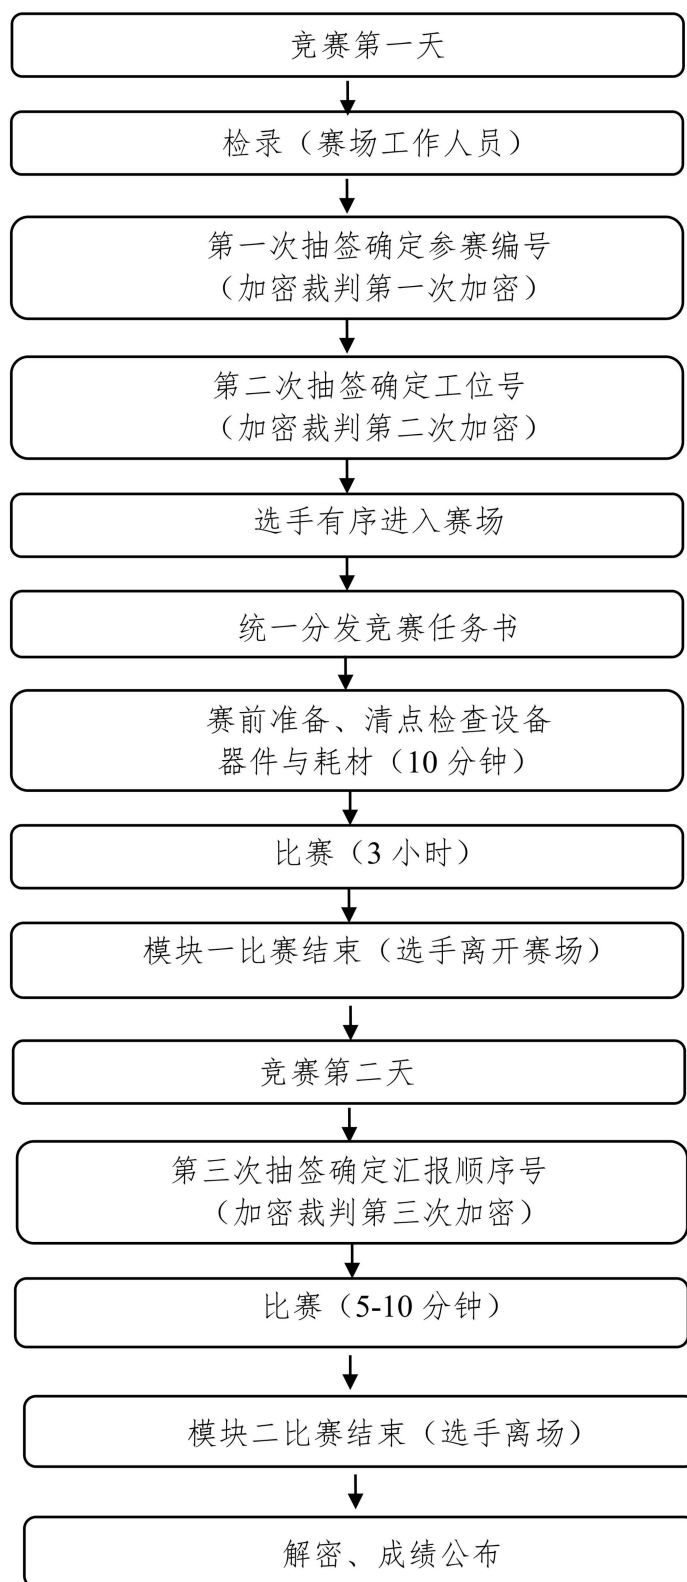 竞赛第一天
检录（赛场工作人员）
第一次抽签确定参赛编号
（加密裁判第一次加密）
第二次抽签确定工位号
（加密裁判第二次加密）
选手有序进入赛场
统一分发竞赛任务书
赛前准备、清点检查设备
器件与耗材（10 分钟）
比赛（3 小时）
模块一比赛结束（选手离开赛场）
竞赛第二天
第三次抽签确定汇报顺序号
（加密裁判第三次加密）
比赛（5-10 分钟）
模块二比赛结束（选手离场）
解密、成绩公布